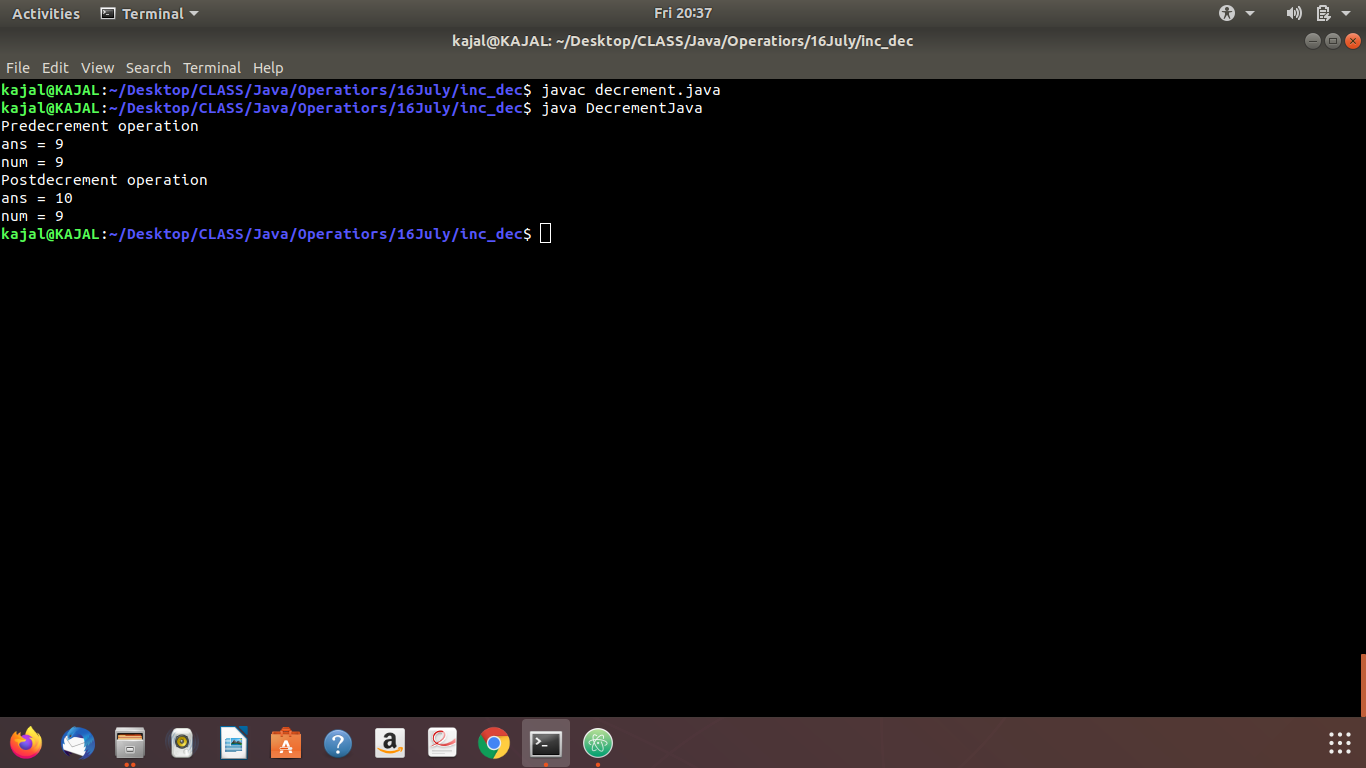 Activities Terminal Fri 20:37
kajal@KAJAL: ~/Desktop/CLASS/Java/Operatiors/16July/inc_dec
File Edit View Search Terminal Help
kajal@KAJAL:~/Desktop/CLASS/Java/Operatiors/16July/inc_dec$ javac decrement.java
kajal@KAJAL:~/Desktop/CLASS/Java/Operatiors/16July/inc_dec$ java DecrementJava
Predecrement operation
ans = 9
num = 9
Postdecrement operation
ans = 10
num = 9
kajal@KAJAL:~/Desktop/CLASS/Java/Operatiors/16July/inc_dec$